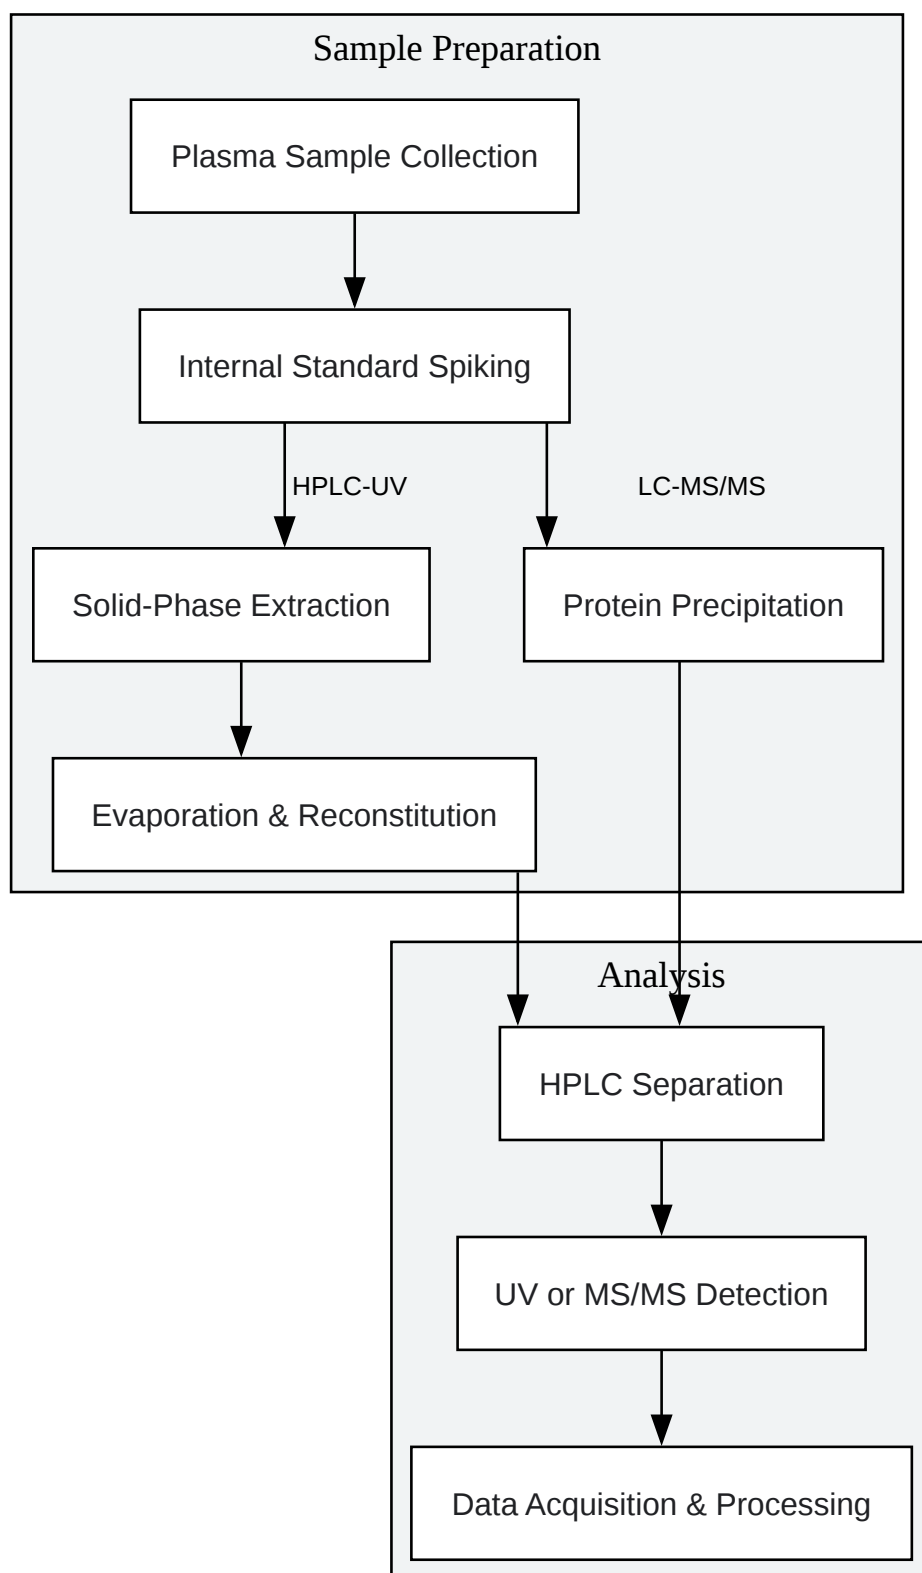 Sample Preparation
Plasma Sample Collection
Internal Standard Spiking
HPLC-UV
LC-MS/MS
Solid-Phase Extraction
Protein Precipitation
Evaporation & Reconstitution
Analysis
HPLC Separation
UV or MS/MS Detection
Data Acquisition & Processing